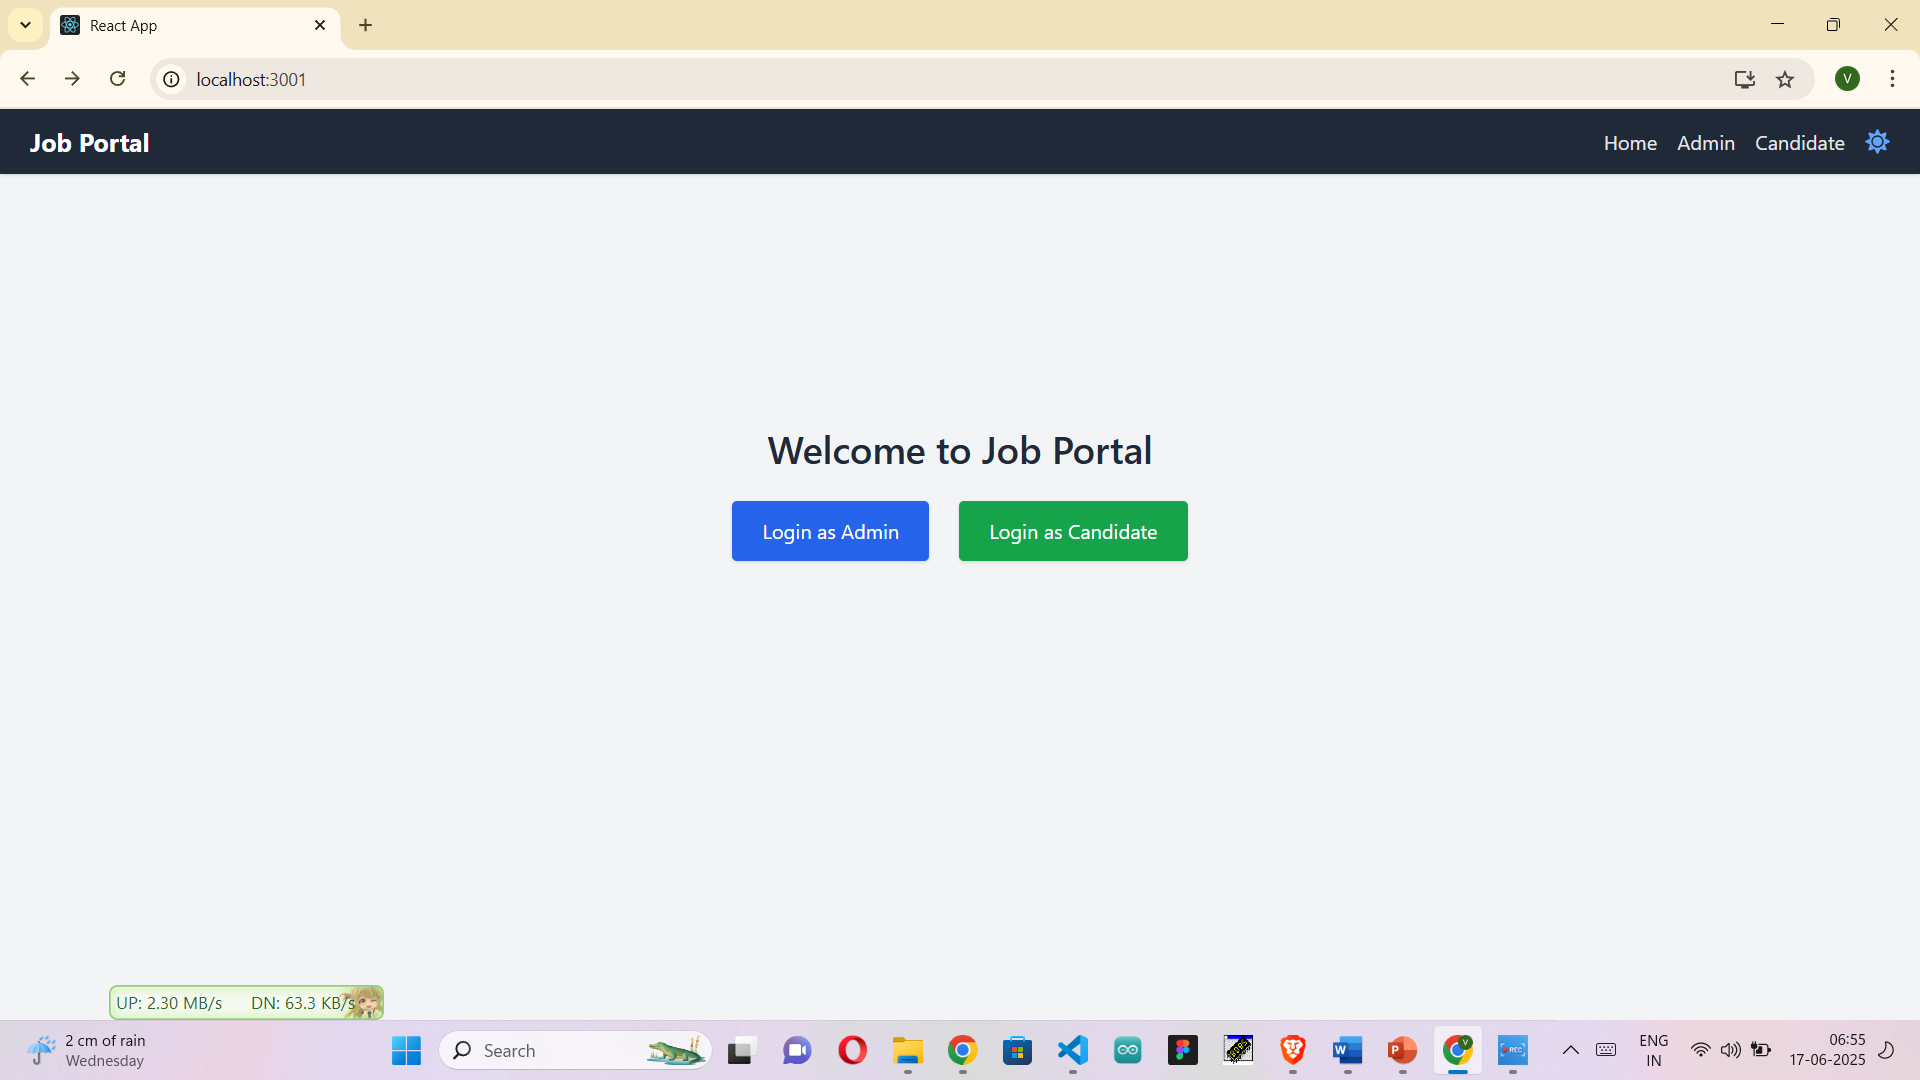 React App
localhost:3001
V
Job Portal
Home Admin Candidate
Welcome to Job Portal
Login as Admin Login as Candidate
UP: 2.30 MB/s DN: 63.3 KB/s
2 cm of rain
Wednesday
Search
W
P
V
REC
ENG
IN
06:55
17-06-2025